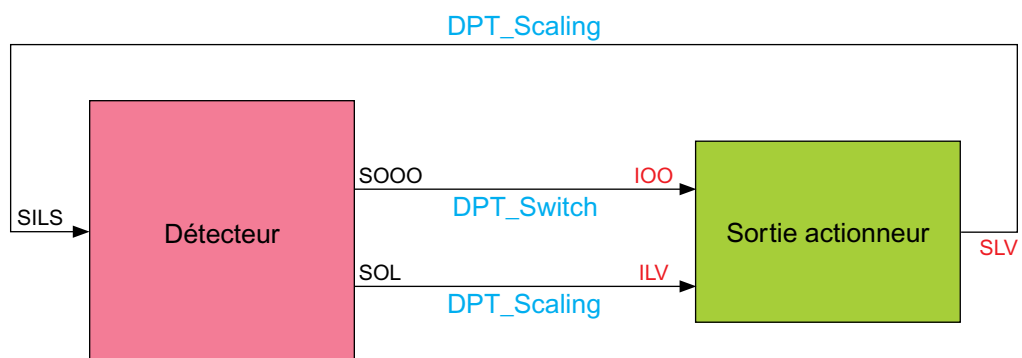 DPT_Scaling
SOOO
IOO
DPT_Switch
SILS
Détecteur
Sortie actionneur
SLV
SOL
ILV
DPT_Scaling